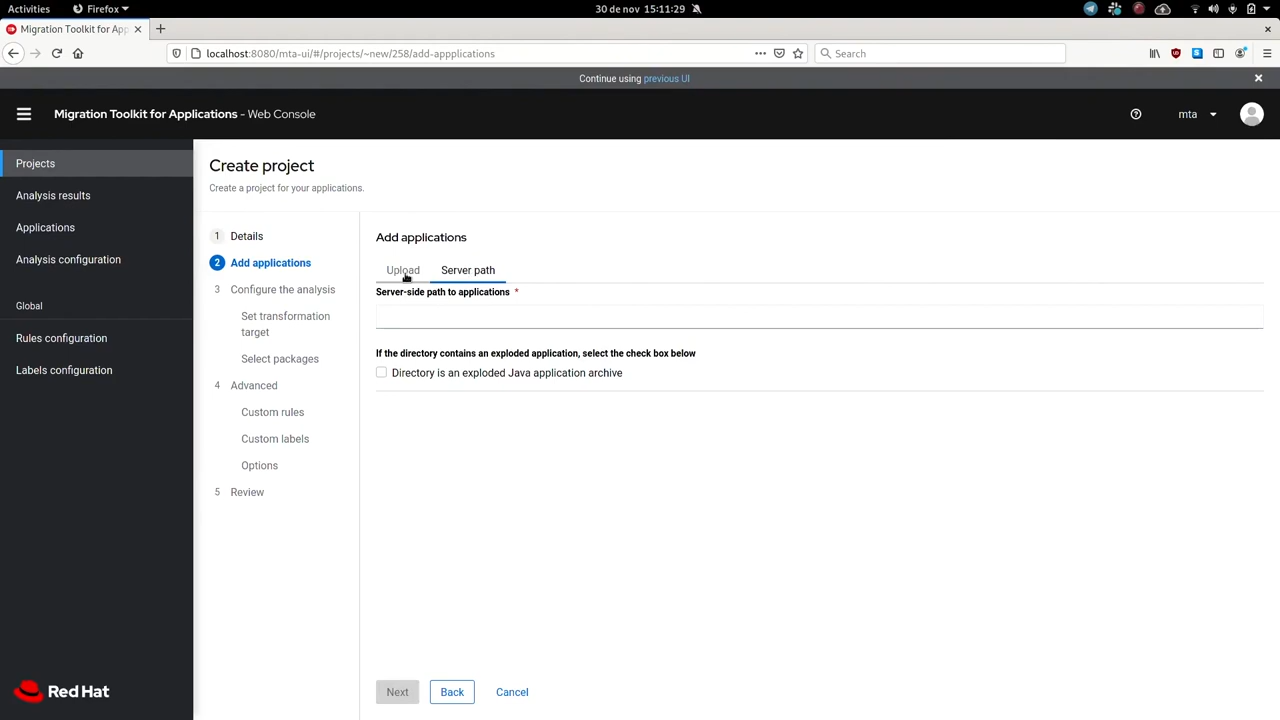 Activities
Firefox
30 de nov 15:11:29
Migration Toolkit for App
localhost:8080/mta-ui/#/projects/~new/258/add-appplications
Search
Continue using previous UI
Migration Toolkit for Applications - Web Console
mta
Projects
Analysis results
Applications
Analysis configuration
Global
Rules configuration
Labels configuration
Red Hat
Create project
Create a project for your applications.
1 Details
2 Add applications
3 Configure the analysis
Set transformation
target
Select packages
4 Advanced
Custom rules
Custom labels
Options
5 Review
Add applications
Upload
Server path
Server-side path to applications *
If the directory contains an exploded application, select the check box below
Directory is an exploded Java application archive
Next
Back
Cancel